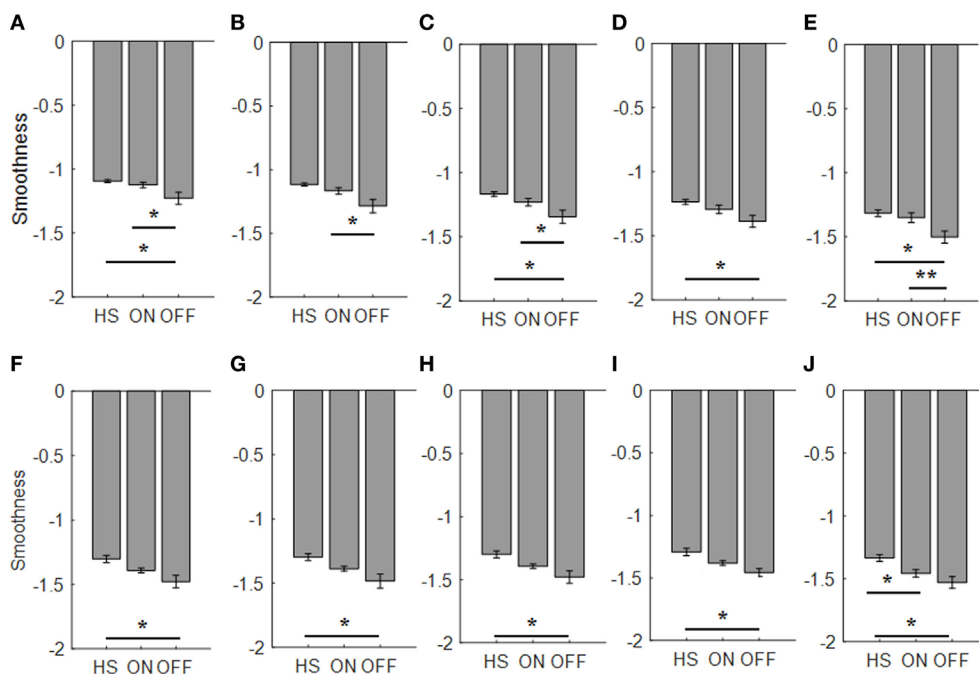 A B C D E
0 0 0 0 0
-0.5 -0.5 -0.5 -0.5 -0.5
Smoothness
-1 -1 -1 -1 -1
* * * * *
-1.5 -1.5 -1.5 -1.5 -1.5
* * **
-2 -2 -2 -2 -2
HS ON OFF HS ON OFF HS ON OFF HS ON OFF HS ON OFF
F G H I J
0 0 0 0 0
-0.5 -0.5 -0.5 -0.5 -0.5
Smoothness
-1 -1 -1 -1 -1
-1.5 -1.5 -1.5 -1.5 -1.5
*
* * * * *
-2 -2 -2 -2 -2
HS ON OFF HS ON OFF HS ON OFF HS ON OFF HS ON OFF